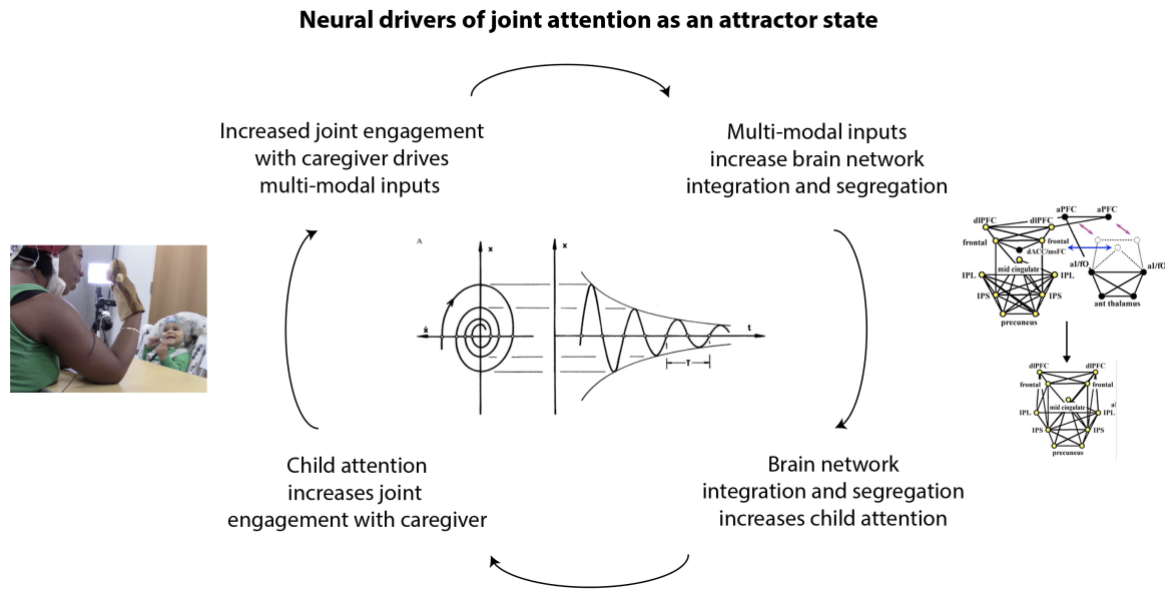 Neural drivers of joint attention as an attractor state
Increased joint engagement
with caregiver drives
multi-modal inputs
Multi-modal inputs
increase brain network
integration and segregation
A
x
x
ẋ
t
T
aPFC
aPFC
dlPFC
dlPFC
frontal
frontal
dACC/msFC
mid cingulate
aI/fO
aI/fO
IPL
IPL
IPS
IPS
ant thalamus
precuneus
dlPFC
dlPFC
frontal
frontal
mid cingulate
a
IPL
IPL
IPS
IPS
precuneus
Child attention
increases joint
engagement with caregiver
Brain network
integration and segregation
increases child attention